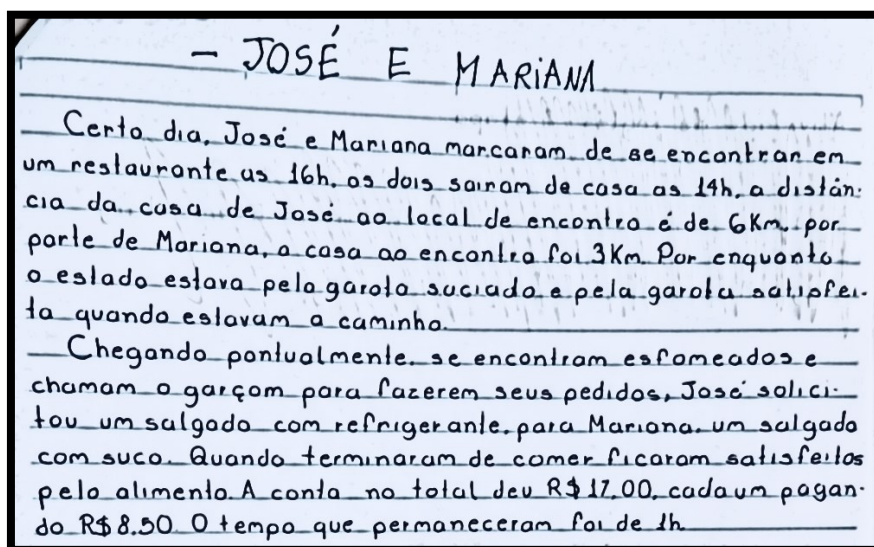 - JOSÉ E MARIANA
Certo dia, José e Mariana marcaram de se encontrar em
um restaurante as 16h, os dois sairam de casa as 14h, a distân-
cia da casa de José ao local de encontro é de 6Km, por
parte de Mariana, a casa ao encontro foi 3Km. Por enquanto
o estado estava pelo garoto suciado e pela garota satisfei-
ta quando estavam a caminho.
Chegando pontualmente, se encontram esfomeados e
chamam o garçom para fazerem seus pedidos, José solici-
tou um salgado com refrigerante, para Mariana, um salgado
com suco. Quando terminaram de comer ficaram satisfeitos
pelo alimento. A conta no total deu R$ 17,00, cada um pagan-
do R$ 8.50. O tempo que permaneceram foi de 1h